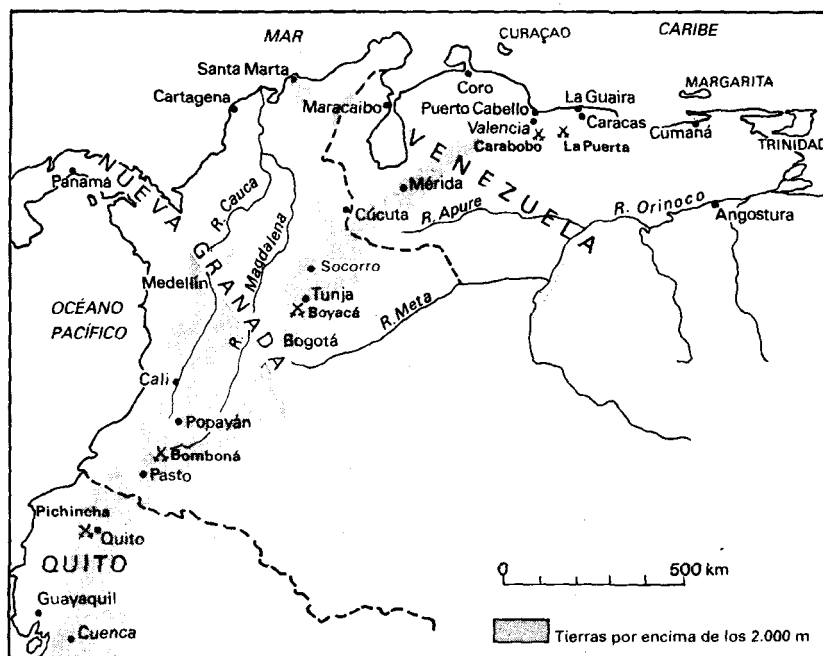 MAR
CURAÇAO
CARIBE
Santa Marta
Coro
MARGARITA
Cartagena
Maracaibo
Puerto Cabello
La Guaira
Valencia
Caracas
Cumaná
Carabobo
La Puerta
TRINIDAD
VENEZUELA
Panamá
NUEVA GRANADA
R. Cauca
Mérida
Cúcuta
R. Apure
R. Orinoco
Angostura
R. Magdalena
Socorro
Medellín
Tunja
Boyacá
R. Meta
OCÉANO
PACÍFICO
Bogotá
Cali
Popayán
Bomboná
Pasto
Pichincha
Quito
QUITO
Guayaquil
Cuenca
0 500 km
Tierras por encima de los 2.000 m